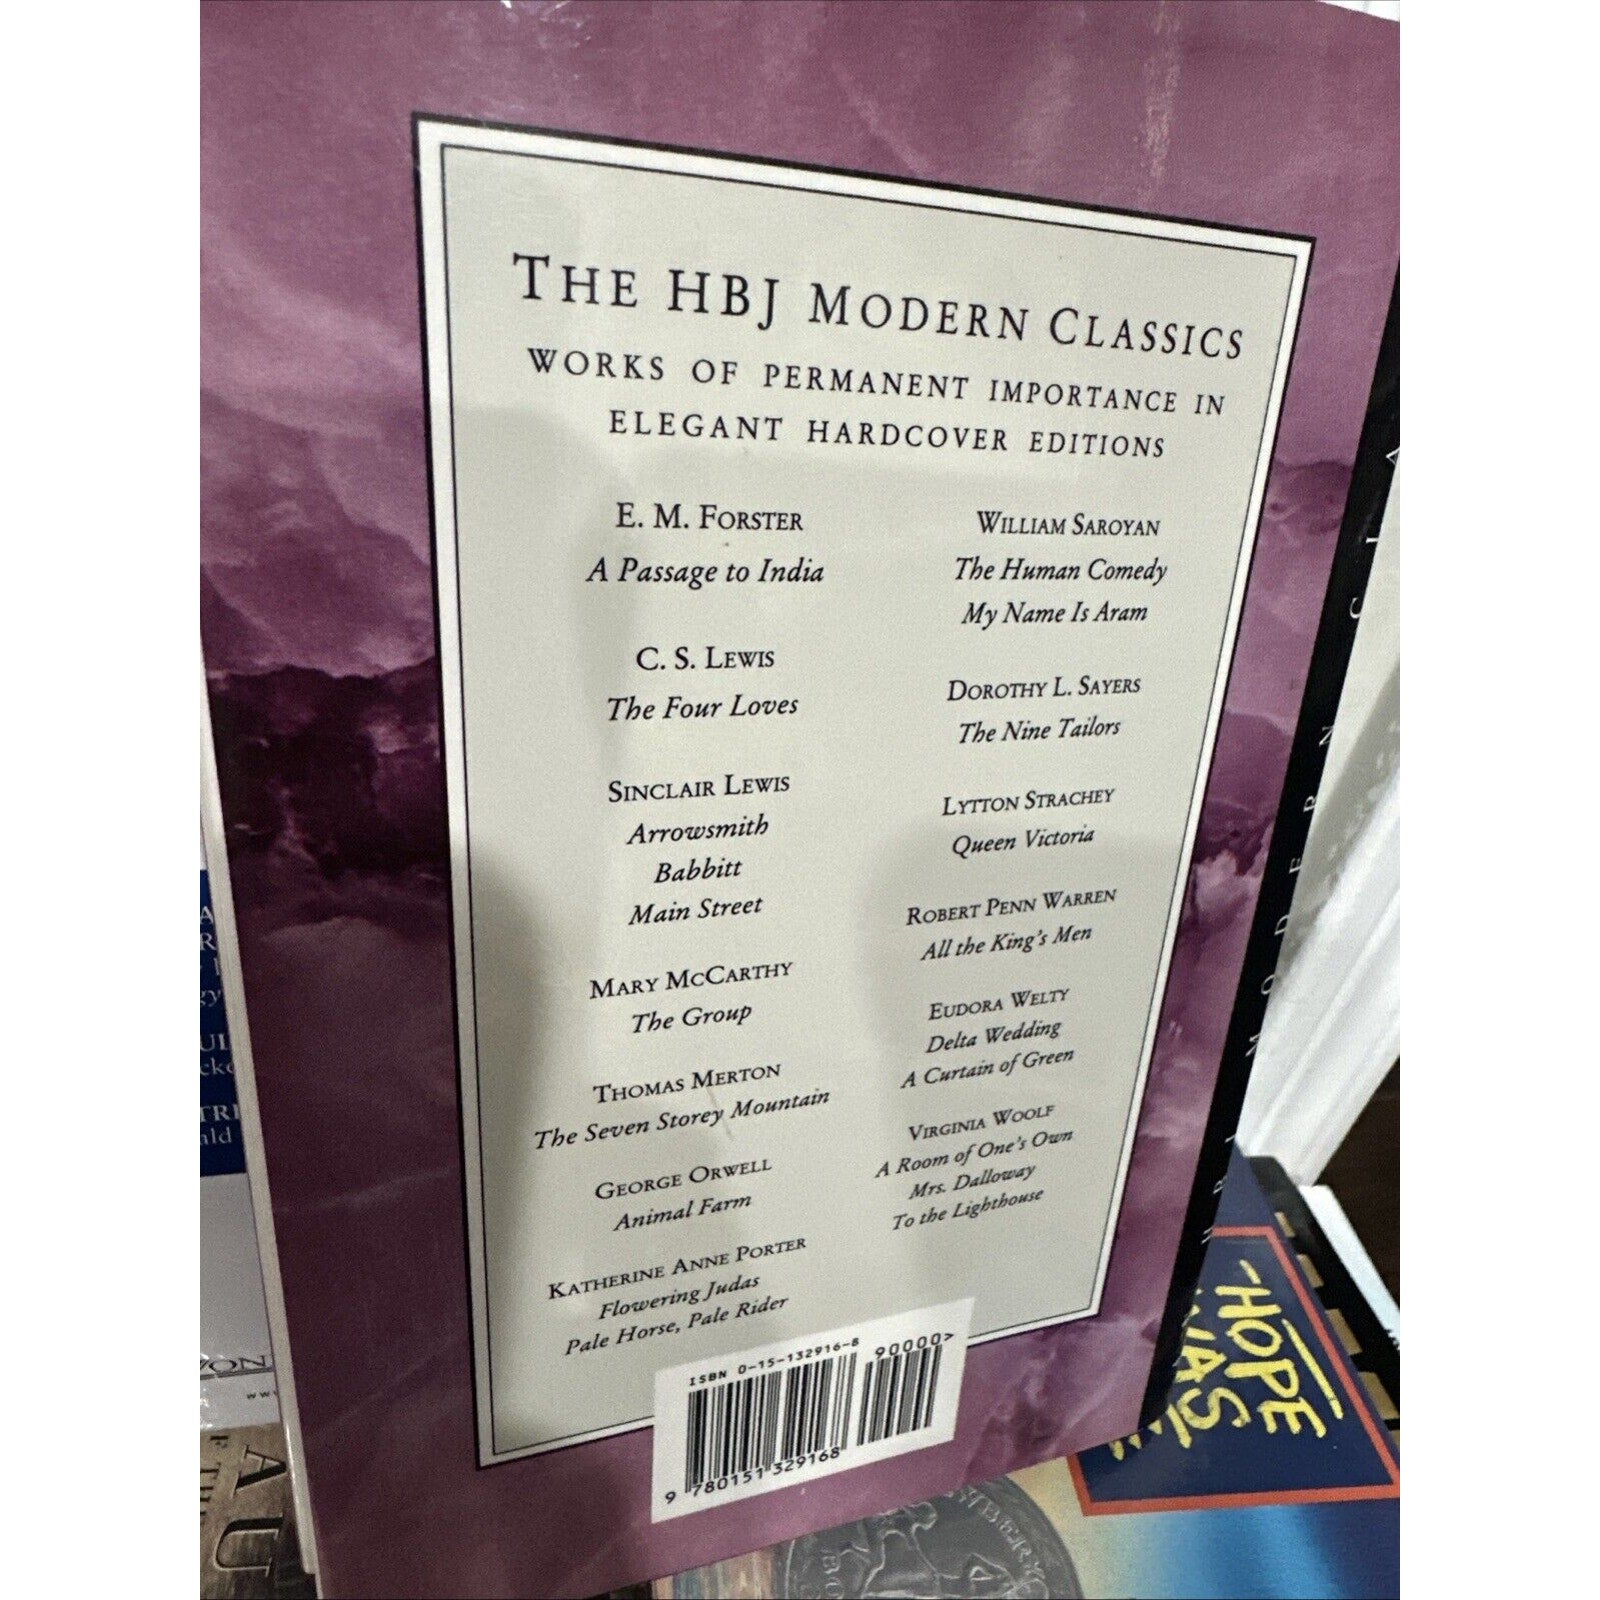 THE HBJ MODERN CLASSICS
WORKS OF PERMANENT IMPORTANCE IN
ELEGANT HARDCOVER EDITIONS
E. M. FORSTER
A Passage to India
C. S. LEWIS
The Four Loves
SINCLAIR LEWIS
Arrowsmith
Babbitt
Main Street
MARY MCCARTHY
The Group
THOMAS MERTON
The Seven Storey Mountain
GEORGE ORWELL
Animal Farm
KATHERINE ANNE PORTER
Flowering Judas
Pale Horse, Pale Rider
WILLIAM SAROYAN
The Human Comedy
My Name Is Aram
DOROTHY L. SAYERS
The Nine Tailors
LYTTON STRACHEY
Queen Victoria
ROBERT PENN WARREN
All the King's Men
EUDORA WELTY
Delta Wedding
A Curtain of Green
VIRGINIA WOOLF
A Room of One's Own
Mrs. Dalloway
To the Lighthouse
ISBN 0-15-132916-8
90000>
9 780151 329168
HBJ MODERN CLA
-HOPE